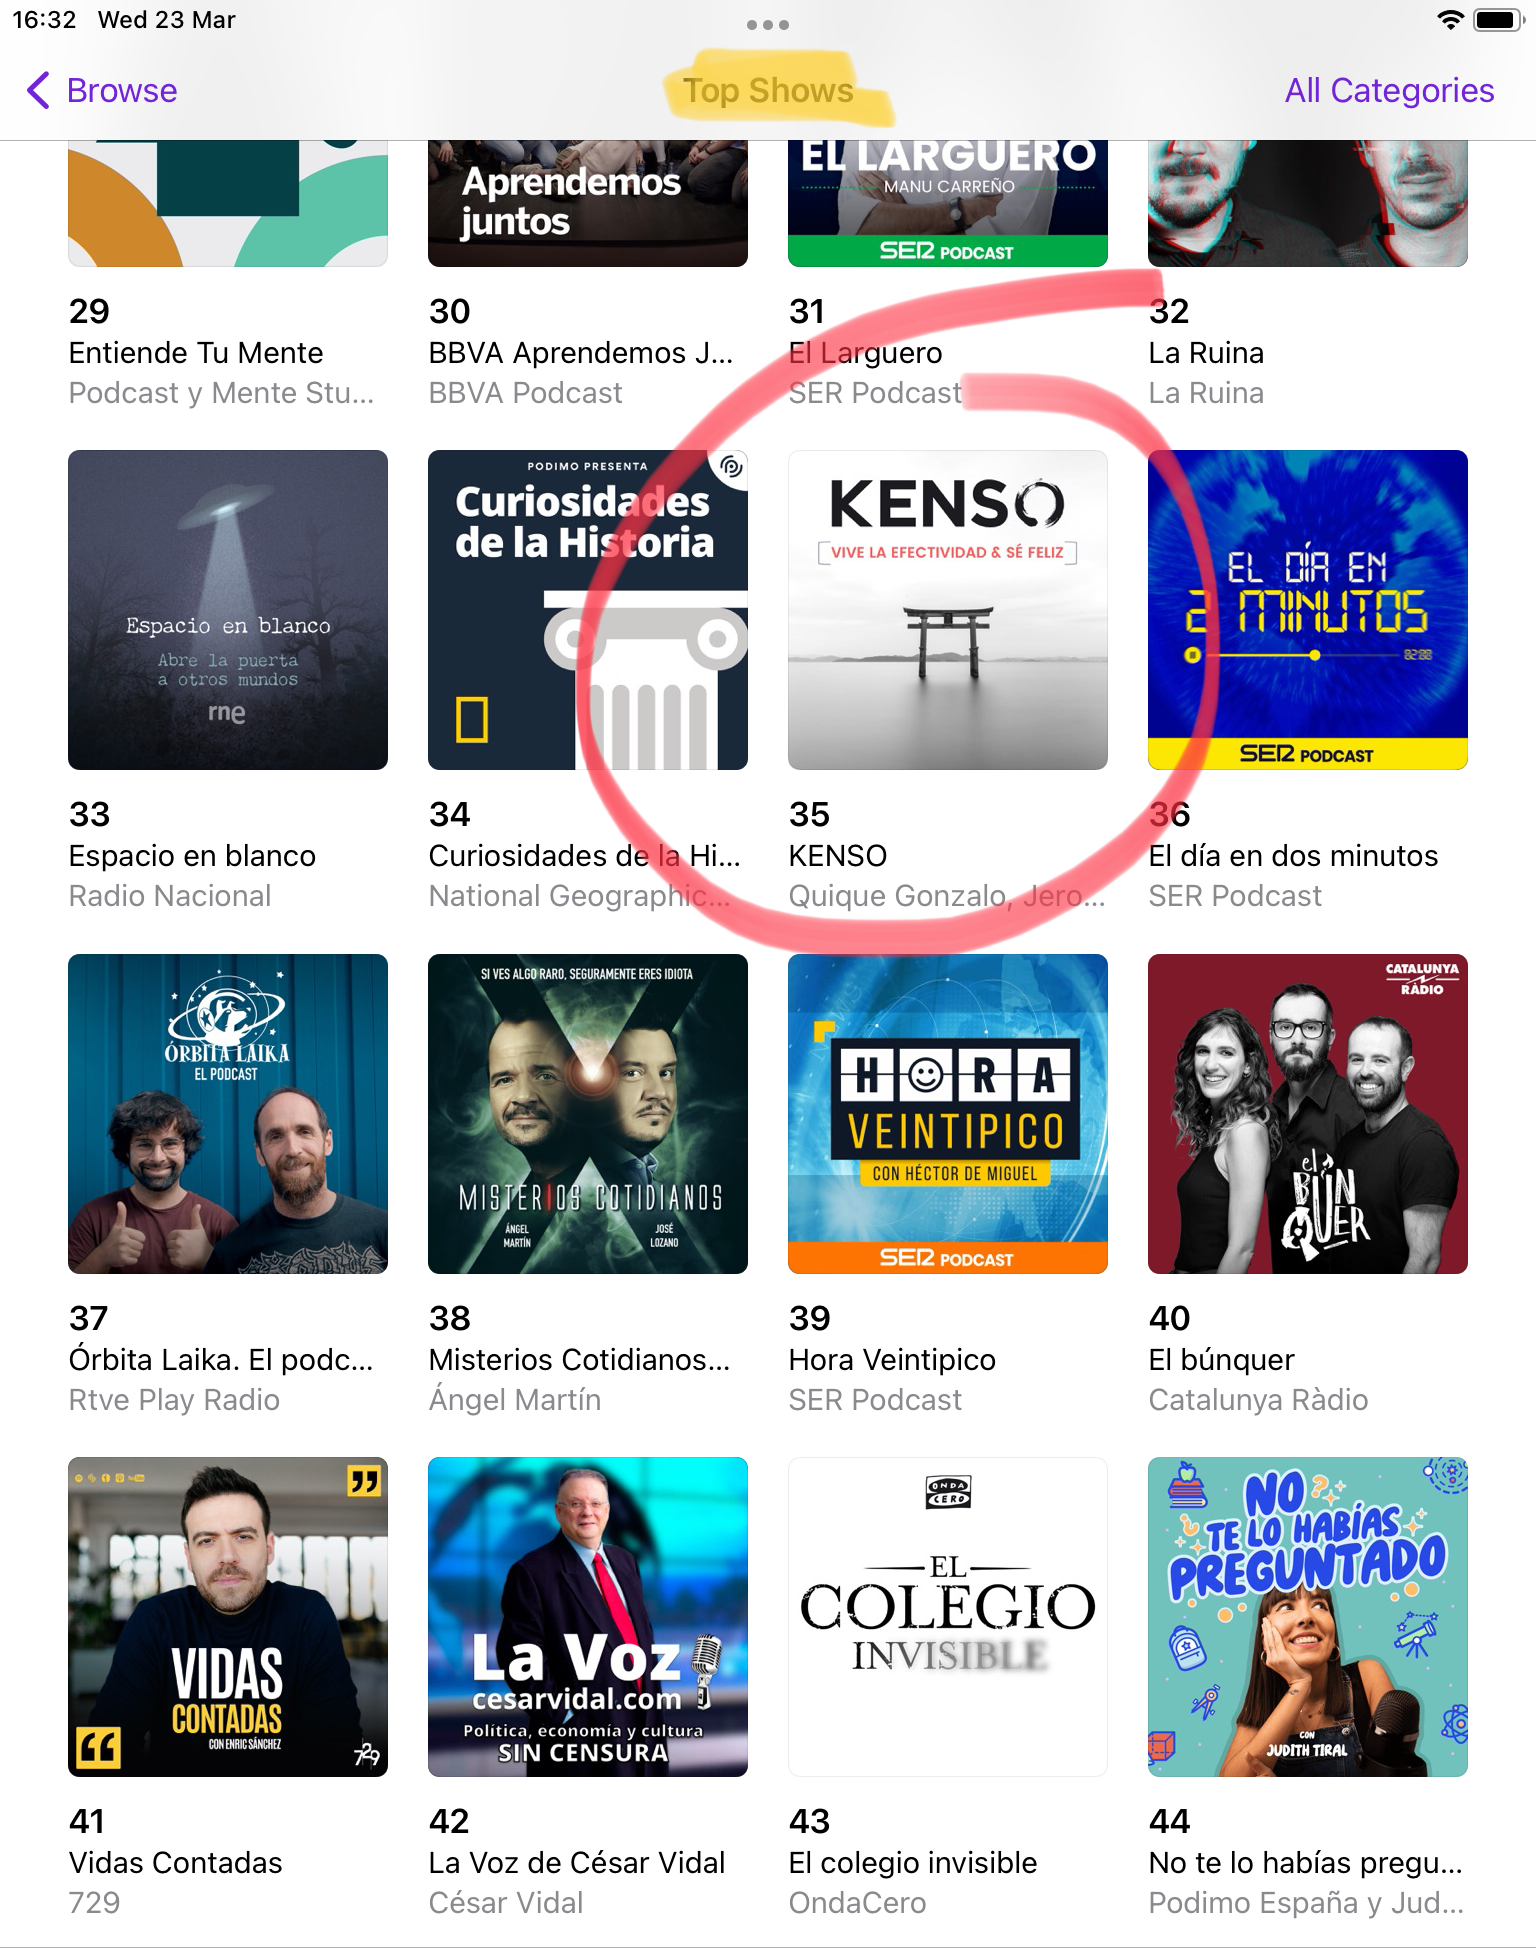 16:32 Wed 23 Mar
Browse
Top Shows
All Categories
Aprendemos
juntos
EL LARGUERO
MANU CARREÑO
SER PODCAST
29
Entiende Tu Mente
Podcast y Mente Stu...
30
BBVA Aprendemos J...
BBVA Podcast
31
El Larguero
SER Podcast
32
La Ruina
La Ruina
Espacio en blanco
Abre la puerta
a otros mundos
rne
PODIMO PRESENTA
Curiosidades
de la Historia
KENSO
VIVE LA EFECTIVIDAD & SÉ FELIZ
EL DÍA EN
2 MINUTOS
SER PODCAST
33
Espacio en blanco
Radio Nacional
34
Curiosidades de la Hi...
National Geographic...
35
KENSO
Quique Gonzalo, Jero...
36
El día en dos minutos
SER Podcast
ÓRBITA LAIKA
EL PODCAST
SI VES ALGO RARO, SEGURAMENTE ERES IDIOTA
MISTERIOS COTIDIANOS
ÁNGEL
MARTÍN
JOSÉ
LOZANO
HORA
VEINTIPICO
CON HÉCTOR DE MIGUEL
SER PODCAST
CATALUNYA
RÀDIO
el
BÚN
QUER
37
Órbita Laika. El podc...
Rtve Play Radio
38
Misterios Cotidianos...
Ángel Martín
39
Hora Veintipico
SER Podcast
40
El búnquer
Catalunya Ràdio
VIDAS
CONTADAS
CON ENRIC SÁNCHEZ
729
La Voz
cesarvidal.com
Política, economía y cultura
SIN CENSURA
ONDA
CERO
EL
COLEGIO
INVISIBLE
NO
TE LO HABÍAS
PREGUNTADO
CON
JUDITH TIRAL
41
Vidas Contadas
729
42
La Voz de César Vidal
César Vidal
43
El colegio invisible
OndaCero
44
No te lo habías pregu...
Podimo España y Jud...